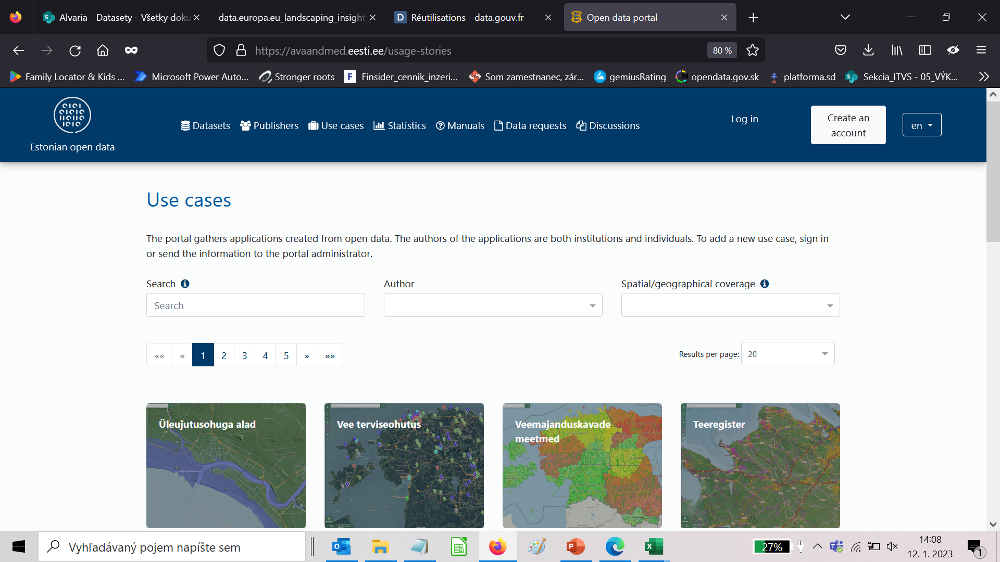 Alvaria - Datasety - Všetky doku
data.europa.eu_landscaping_insight_
D Réutilisations - data.gouv.fr
Open data portal
https://avaandmed.eesti.ee/usage-stories
80 %
Family Locator & Kids ...
Microsoft Power Auto...
Stronger roots
F Finsider_cennik_inzeri...
Som zamestnanec, zár...
gemiusRating
opendata.gov.sk
platforma.sd
Sekcia_ITVS - 05_VÝK...
Estonian open data
Datasets
Publishers
Use cases
Statistics
Manuals
Data requests
Discussions
Log in
Create an
account
en
Use cases
The portal gathers applications created from open data. The authors of the applications are both institutions and individuals. To add a new use case, sign in
or send the information to the portal administrator.
Search
Author
Spatial/geographical coverage
Search
«« « 1 2 3 4 5 » »»
Results per page: 20
Üleujutusohuga alad
Vee terviseohutus
Veemajanduskavade
meetmed
Teeregister
Vyhľadávaný pojem napíšte sem
27%
14:08
12. 1. 2023
1